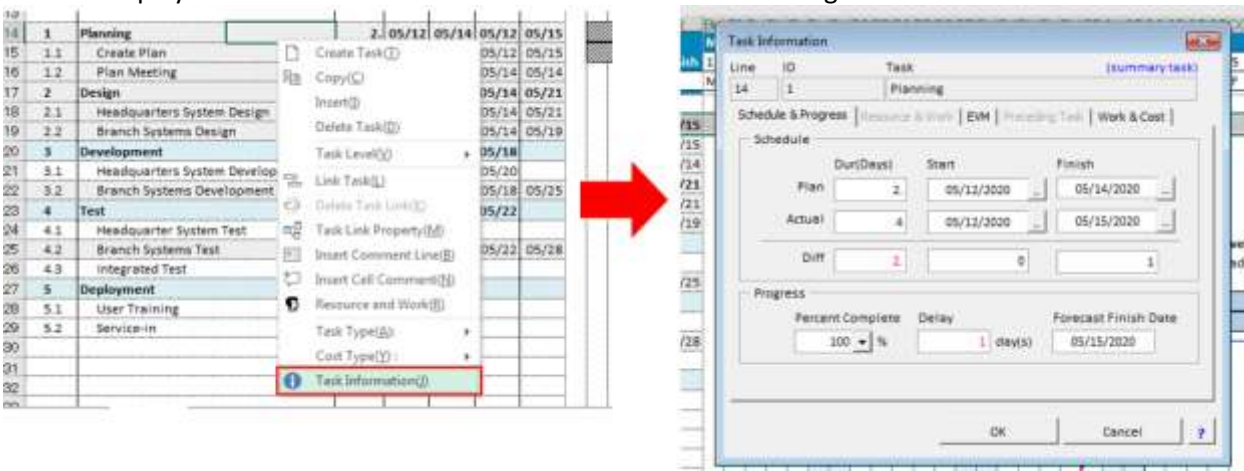 14 1 Planning 2. 05/12 05/14 05/12 05/15
15 1.1 Create Plan 05/12 05/15
16 1.2 Plan Meeting 05/14 05/14
17 2 Design 05/14 05/21
18 2.1 Headquarters System Design 05/14 05/21
19 2.2 Branch Systems Design 05/14 05/19
20 3 Development 05/18
21 3.1 Headquarters System Develop 05/20
22 3.2 Branch Systems Development 05/18 05/25
23 4 Test 05/22
24 4.1 Headquarter System Test
25 4.2 Branch Systems Test 05/22 05/28
26 4.3 Integrated Test
27 5 Deployment
28 5.1 User Training
29 5.2 Service-in
30
31
32
Create Task(T)
Copy(C)
Insert(I)
Delete Task(D)
Task Level(V)
Link Task(L)
Delete Task Link(K)
Task Link Property(M)
Insert Comment Line(B)
Insert Cell Comment(N)
Resource and Work(R)
Task Type(A)
Cost Type(Y) :
Task Information(J)
Task Information
Line ID Task (summary task)
14 1 Planning
Schedule & Progress Resource & Work EVM Preceding Task Work & Cost
Schedule
Dur(Days) Start Finish
Plan 2 05/12/2020 ... 05/14/2020 ...
Actual 4 05/12/2020 ... 05/15/2020 ...
Diff 2 0 1
Progress
Percent Complete Delay Forecast Finish Date
100 % 1 day(s) 05/15/2020
OK Cancel ?
/15
/15
/14
/21
/21
/19
/25
/28